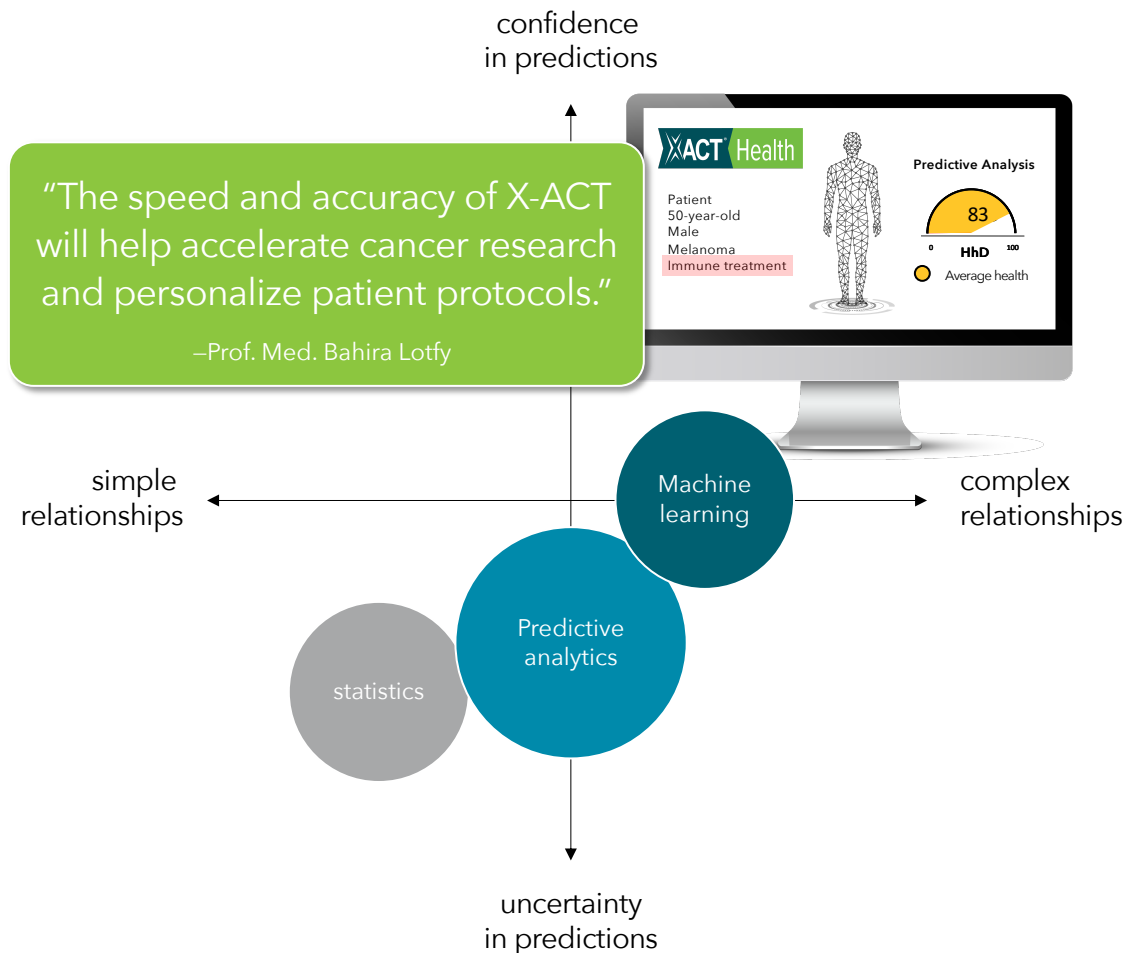 confidence
in predictions
“The speed and accuracy of X-ACT
will help accelerate cancer research
and personalize patient protocols.”
–Prof. Med. Bahira Lotfy
XACT® Health
Patient
50-year-old
Male
Melanoma
Immune treatment
Predictive Analysis
83
0
HhD
100
Average health
simple
relationships
Machine
learning
complex
relationships
Predictive
analytics
statistics
uncertainty
in predictions